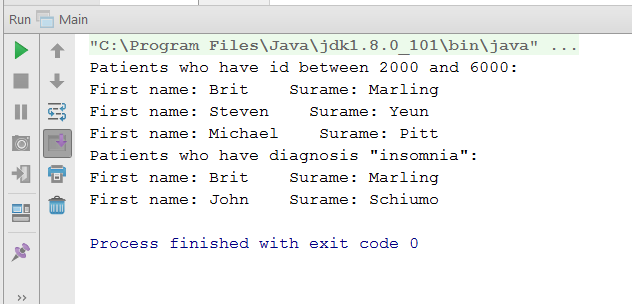 Run Main
"C:\Program Files\Java\jdk1.8.0_101\bin\java" ...
Patients who have id between 2000 and 6000:
First name: Brit    Surame: Marling
First name: Steven    Surame: Yeun
First name: Michael    Surame: Pitt
Patients who have diagnosis "insomnia":
First name: Brit    Surame: Marling
First name: John    Surame: Schiumo
Process finished with exit code 0